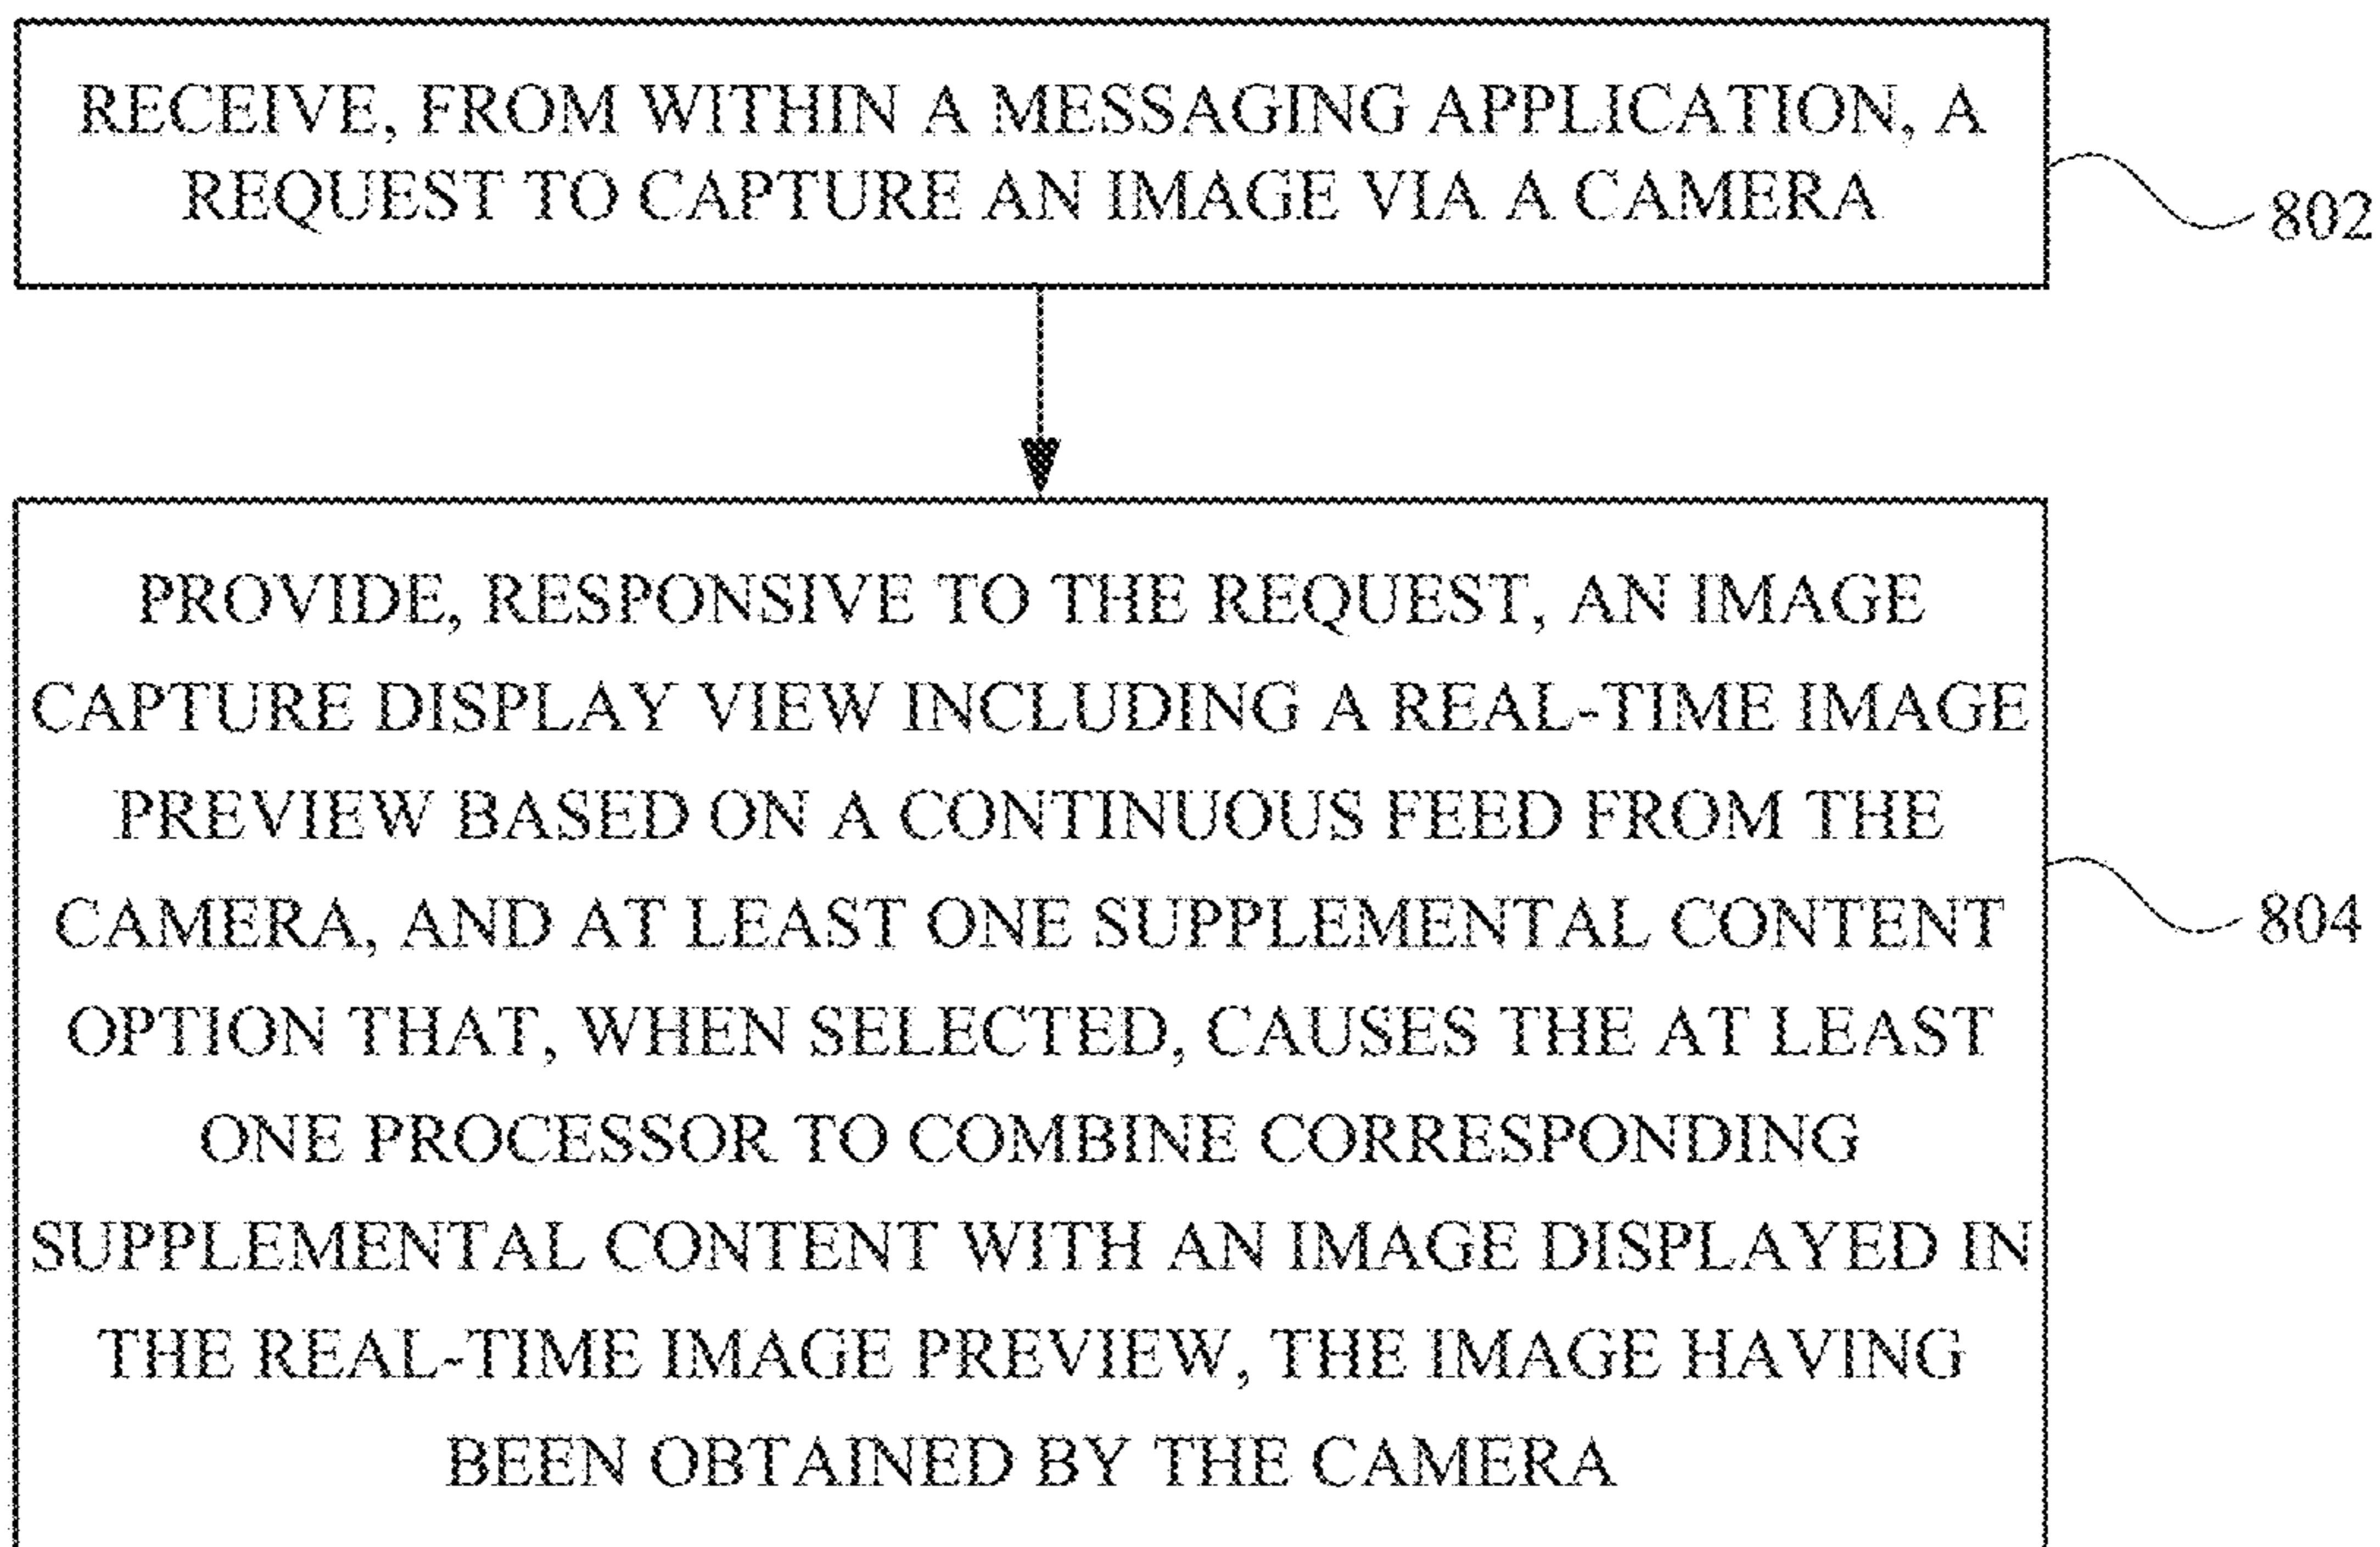 RECEIVE, FROM WITHIN A MESSAGING APPLICATION, A
REQUEST TO CAPTURE AN IMAGE VIA A CAMERA
802
PROVIDE, RESPONSIVE TO THE REQUEST, AN IMAGE
CAPTURE DISPLAY VIEW INCLUDING A REAL-TIME IMAGE
PREVIEW BASED ON A CONTINUOUS FEED FROM THE
CAMERA, AND AT LEAST ONE SUPPLEMENTAL CONTENT
OPTION THAT, WHEN SELECTED, CAUSES THE AT LEAST
ONE PROCESSOR TO COMBINE CORRESPONDING
SUPPLEMENTAL CONTENT WITH AN IMAGE DISPLAYED IN
THE REAL-TIME IMAGE PREVIEW, THE IMAGE HAVING
BEEN OBTAINED BY THE CAMERA
804